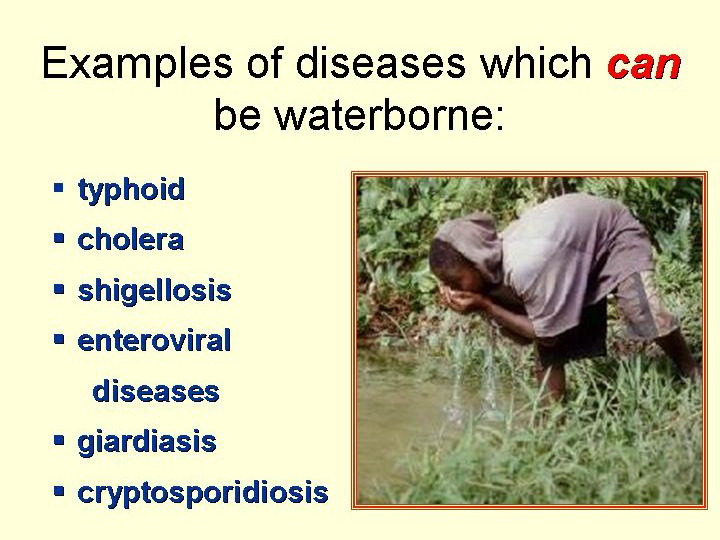 Examples of diseases which can
be waterborne:
▪ typhoid
▪ cholera
▪ shigellosis
▪ enteroviral
diseases
▪ giardiasis
▪ cryptosporidiosis